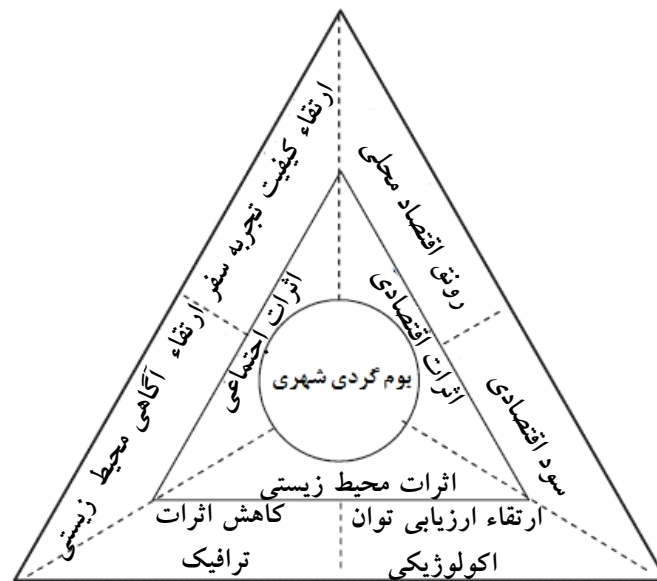 ارتقاء کیفیت تجربه سفر
ارتقاء آگاهی محیط زیستی
رونق اقتصاد محلی
سود اقتصادی
اثرات اجتماعی
اثرات اقتصادی
بوم گردی شهری
اثرات محیط زیستی
ارتقاء ارزیابی توان
اکولوژیکی
کاهش اثرات
ترافیک